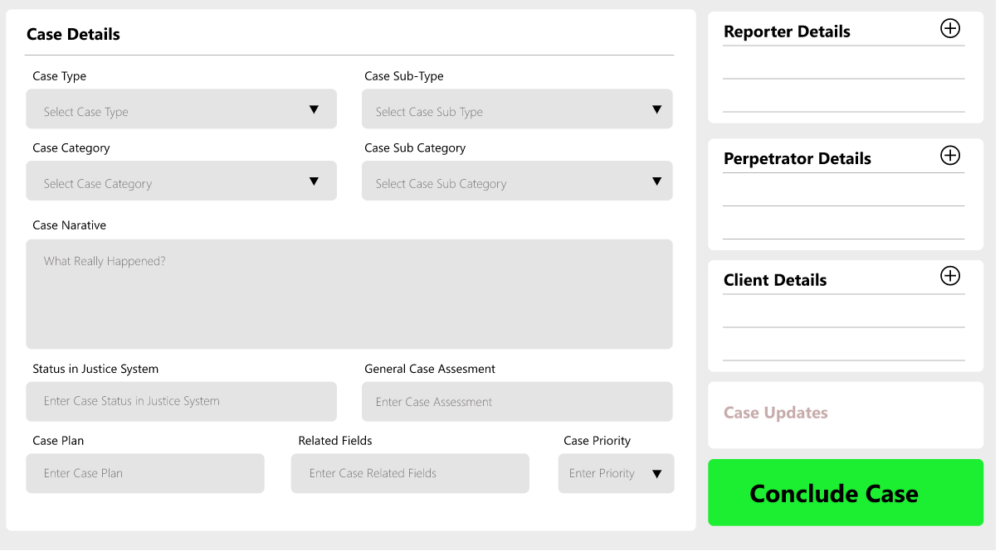 Case Details
Case Type
Case Sub-Type
Select Case Type
Select Case Sub Type
Case Category
Case Sub Category
Select Case Category
Select Case Sub Category
Case Narative
What Really Happened?
Status in Justice System
General Case Assesment
Enter Case Status in Justice System
Enter Case Assessment
Case Plan
Related Fields
Case Priority
Enter Case Plan
Enter Case Related Fields
Enter Priority
Reporter Details
Perpetrator Details
Client Details
Case Updates
Conclude Case